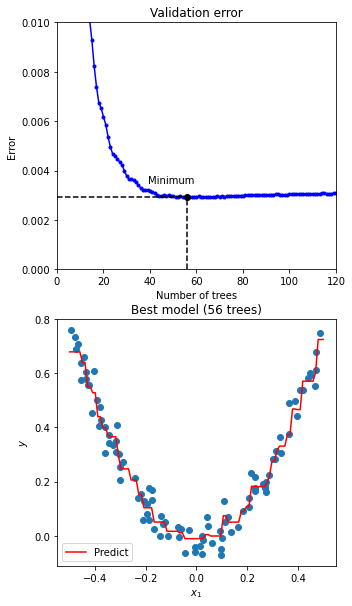 Validation error
0.010
0.008
0.006
0.004
0.002
0.000
Error
Minimum
0 20 40 60 80 100 120
Number of trees
Best model (56 trees)
0.8
0.6
0.4
0.2
0.0
y
Predict
−0.4 −0.2 0.0 0.2 0.4
x₁